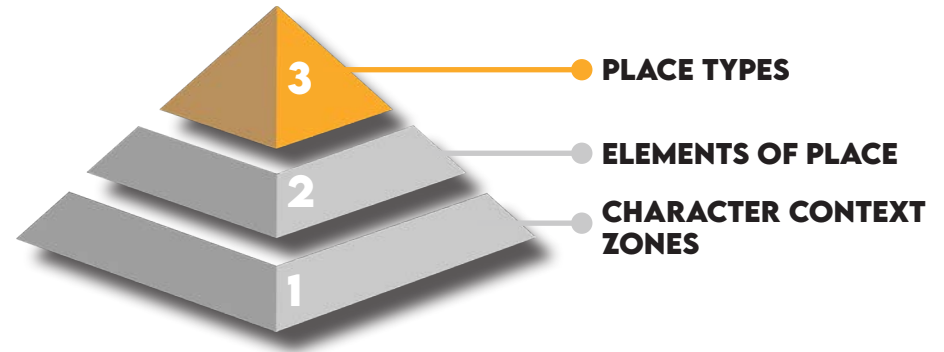 3
PLACE TYPES
2
ELEMENTS OF PLACE
1
CHARACTER CONTEXT
ZONES